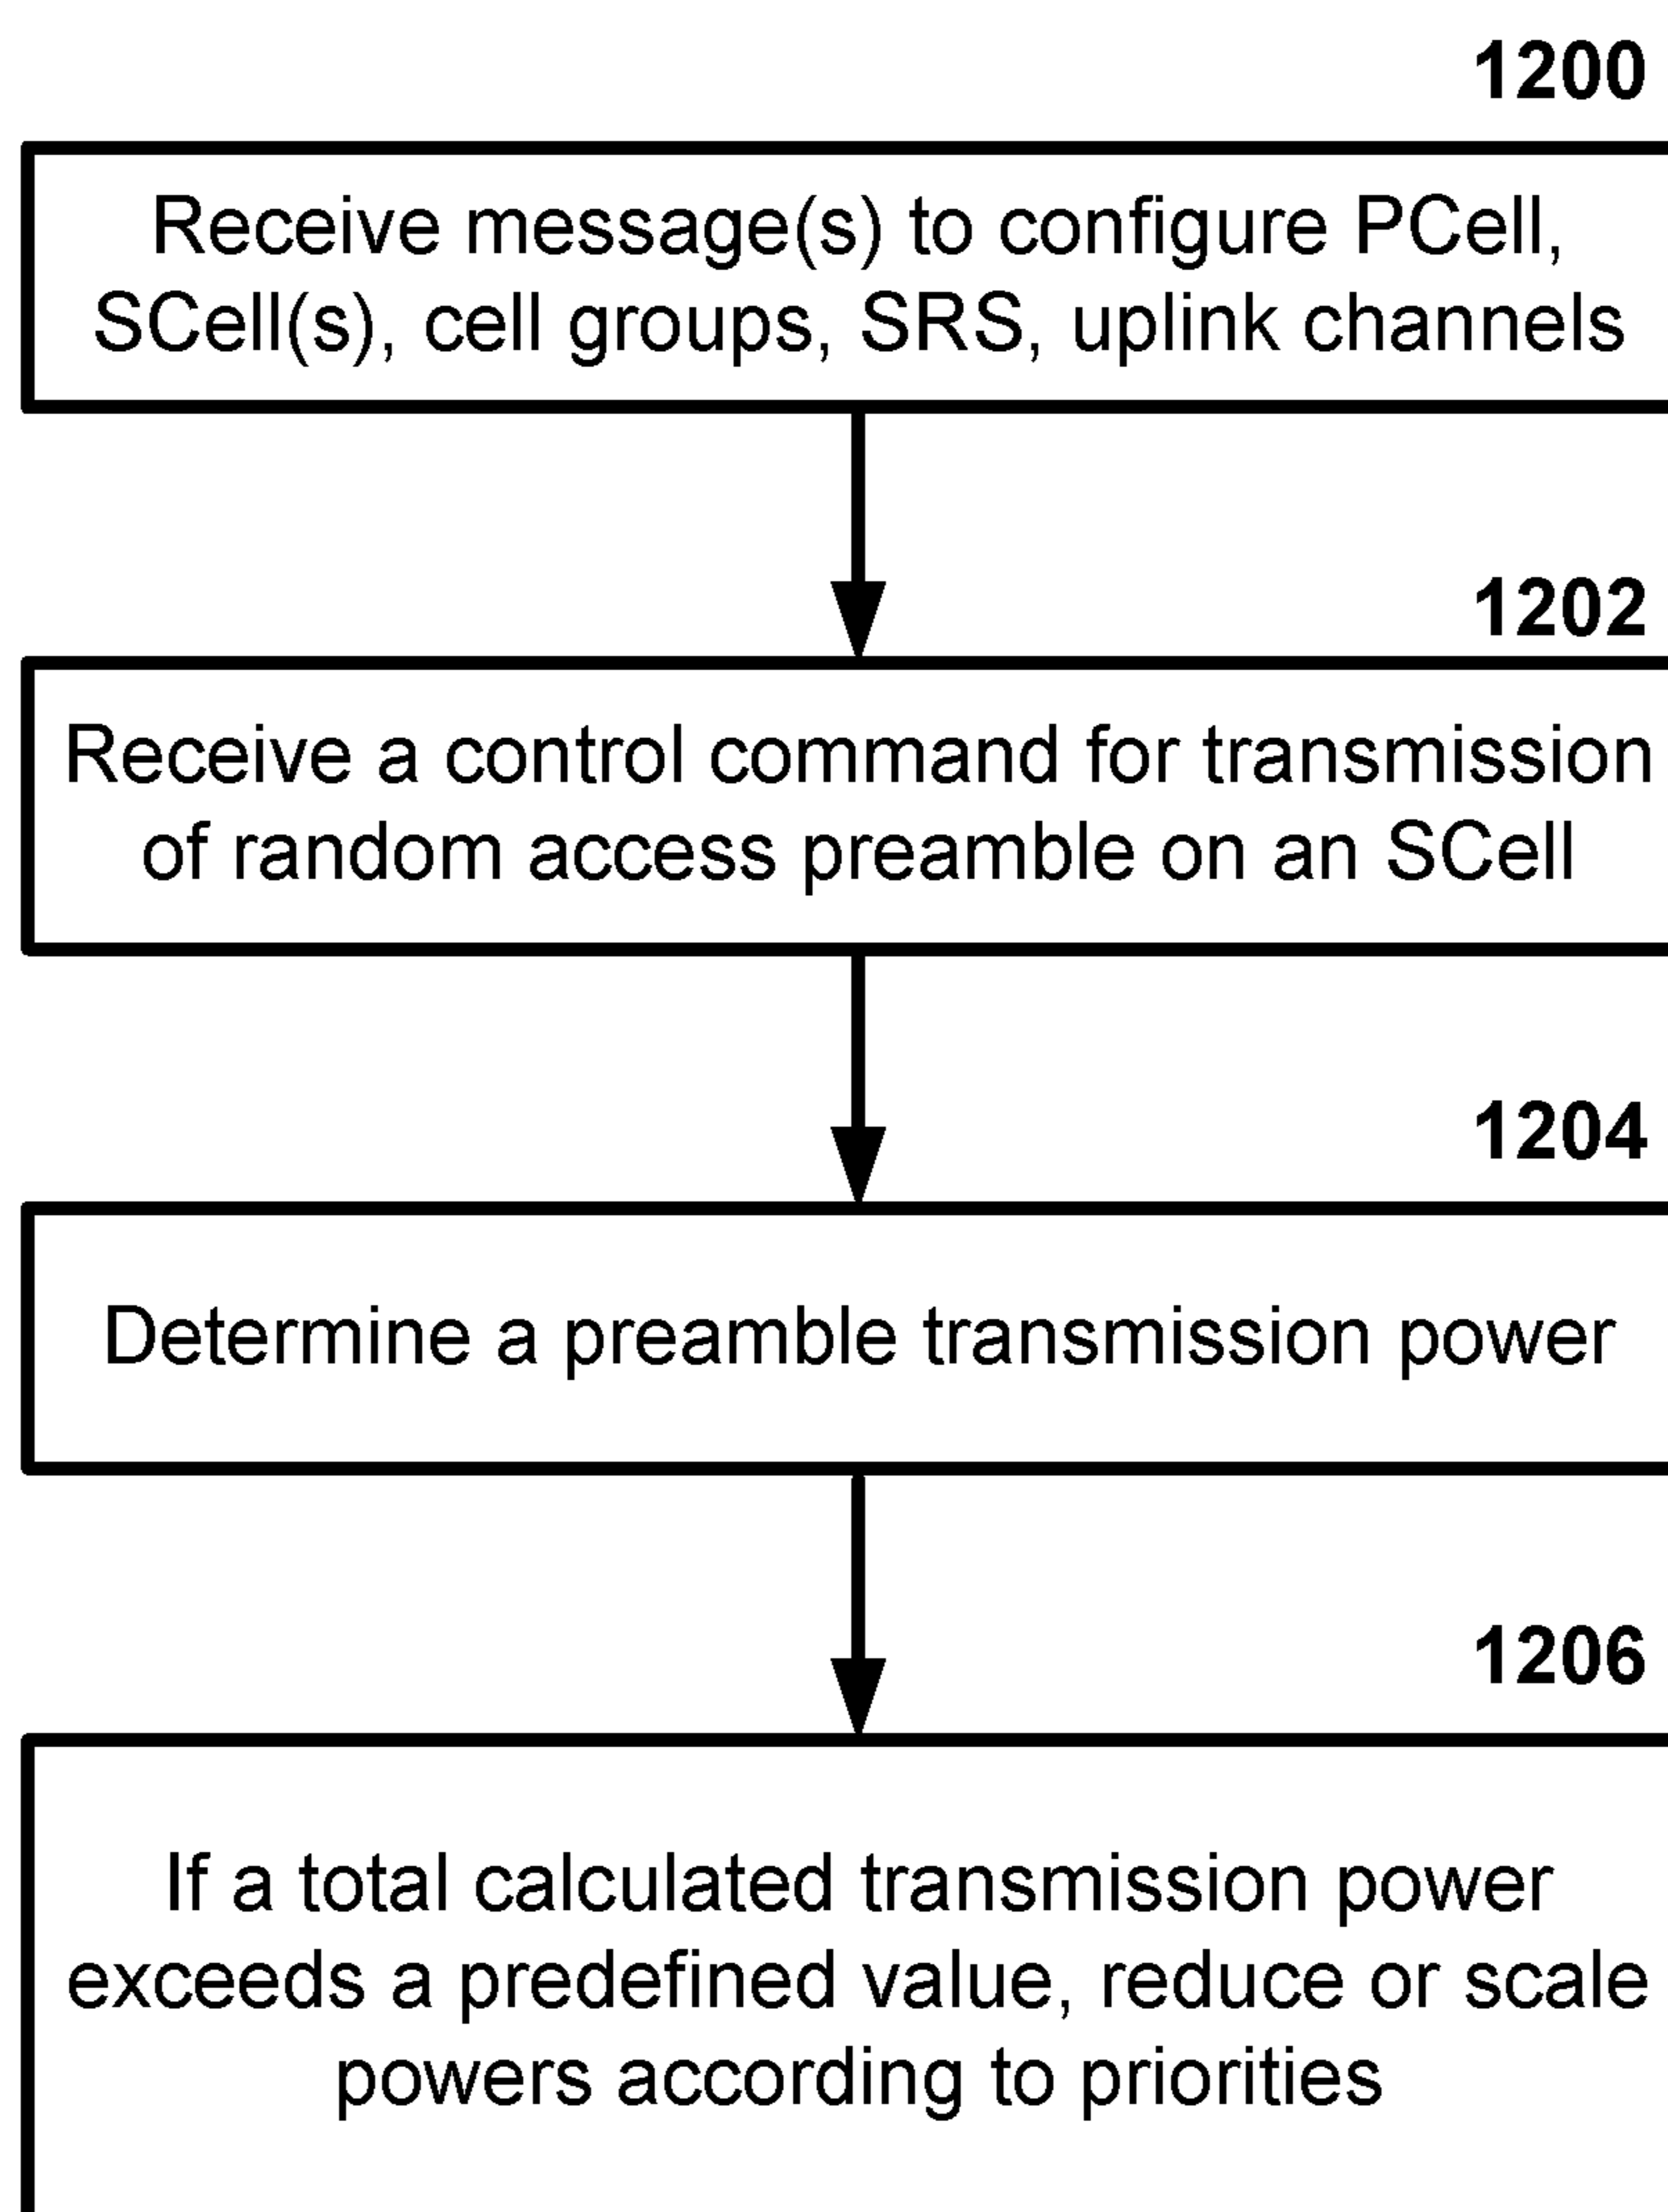 1200
Receive message(s) to configure PCell,
SCell(s), cell groups, SRS, uplink channels
1202
Receive a control command for transmission
of random access preamble on an SCell
1204
Determine a preamble transmission power
1206
If a total calculated transmission power
exceeds a predefined value, reduce or scale
powers according to priorities